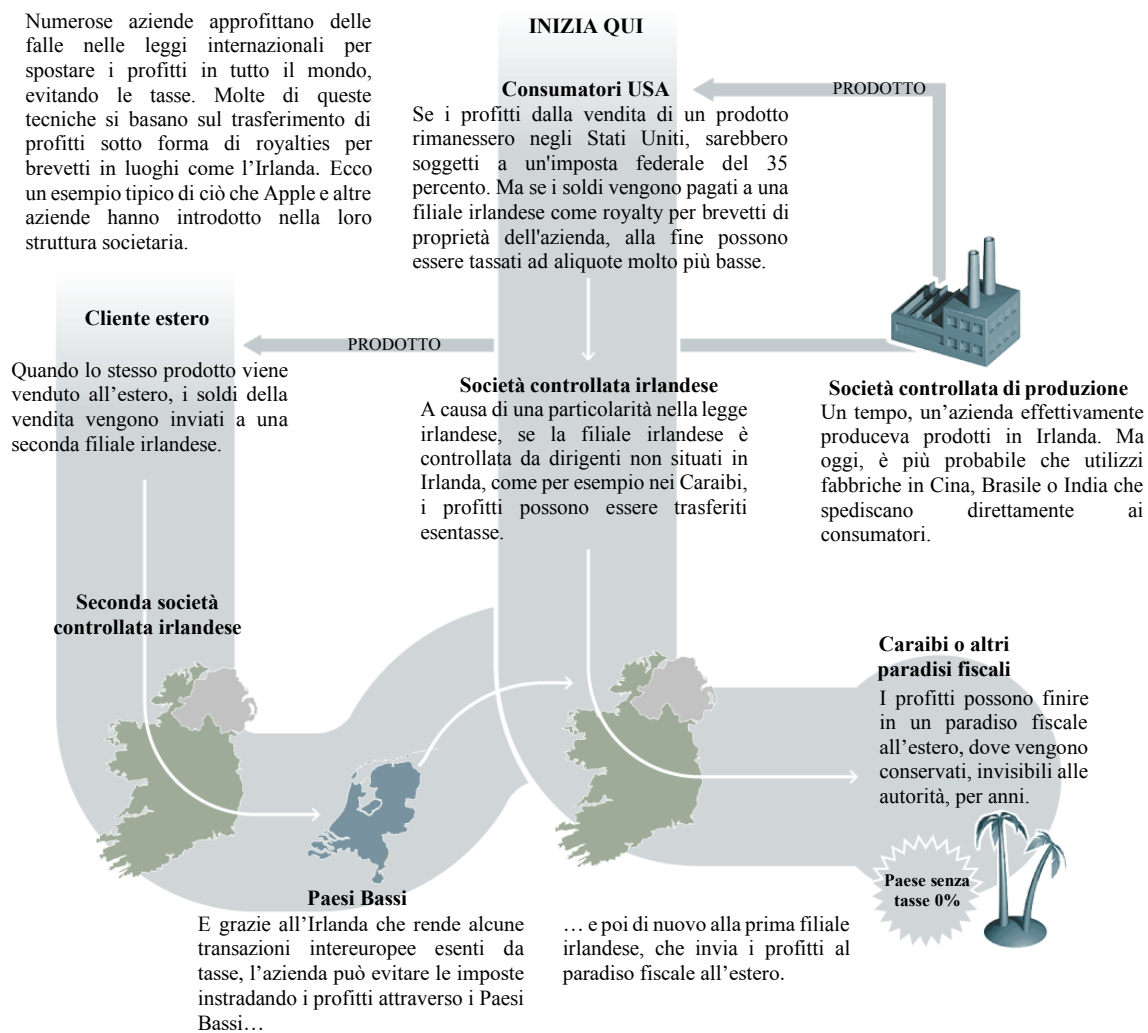 Numerose aziende approfittano delle
falle nelle leggi internazionali per
spostare i profitti in tutto il mondo,
evitando le tasse. Molte di queste
tecniche si basano sul trasferimento di
profitti sotto forma di royalties per
brevetti in luoghi come l’Irlanda. Ecco
un esempio tipico di ciò che Apple e altre
aziende hanno introdotto nella loro
struttura societaria.
INIZIA QUI
Consumatori USA
Se i profitti dalla vendita di un prodotto
rimanessero negli Stati Uniti, sarebbero
soggetti a un'imposta federale del 35
percento. Ma se i soldi vengono pagati a una
filiale irlandese come royalty per brevetti di
proprietà dell'azienda, alla fine possono
essere tassati ad aliquote molto più basse.
PRODOTTO
Cliente estero
Quando lo stesso prodotto viene
venduto all’estero, i soldi della
vendita vengono inviati a una
seconda filiale irlandese.
PRODOTTO
Società controllata irlandese
A causa di una particolarità nella legge
irlandese, se la filiale irlandese è
controllata da dirigenti non situati in
Irlanda, come per esempio nei Caraibi,
i profitti possono essere trasferiti
esentasse.
Società controllata di produzione
Un tempo, un’azienda effettivamente
produceva prodotti in Irlanda. Ma
oggi, è più probabile che utilizzi
fabbriche in Cina, Brasile o India che
spediscano direttamente ai
consumatori.
Seconda società
controllata irlandese
Caraibi o altri
paradisi fiscali
I profitti possono finire
in un paradiso fiscale
all’estero, dove vengono
conservati, invisibili alle
autorità, per anni.
Paese senza
tasse 0%
Paesi Bassi
E grazie all’Irlanda che rende alcune
transazioni intereuropee esenti da
tasse, l’azienda può evitare le imposte
instradando i profitti attraverso i Paesi
Bassi…
… e poi di nuovo alla prima filiale
irlandese, che invia i profitti al
paradiso fiscale all’estero.